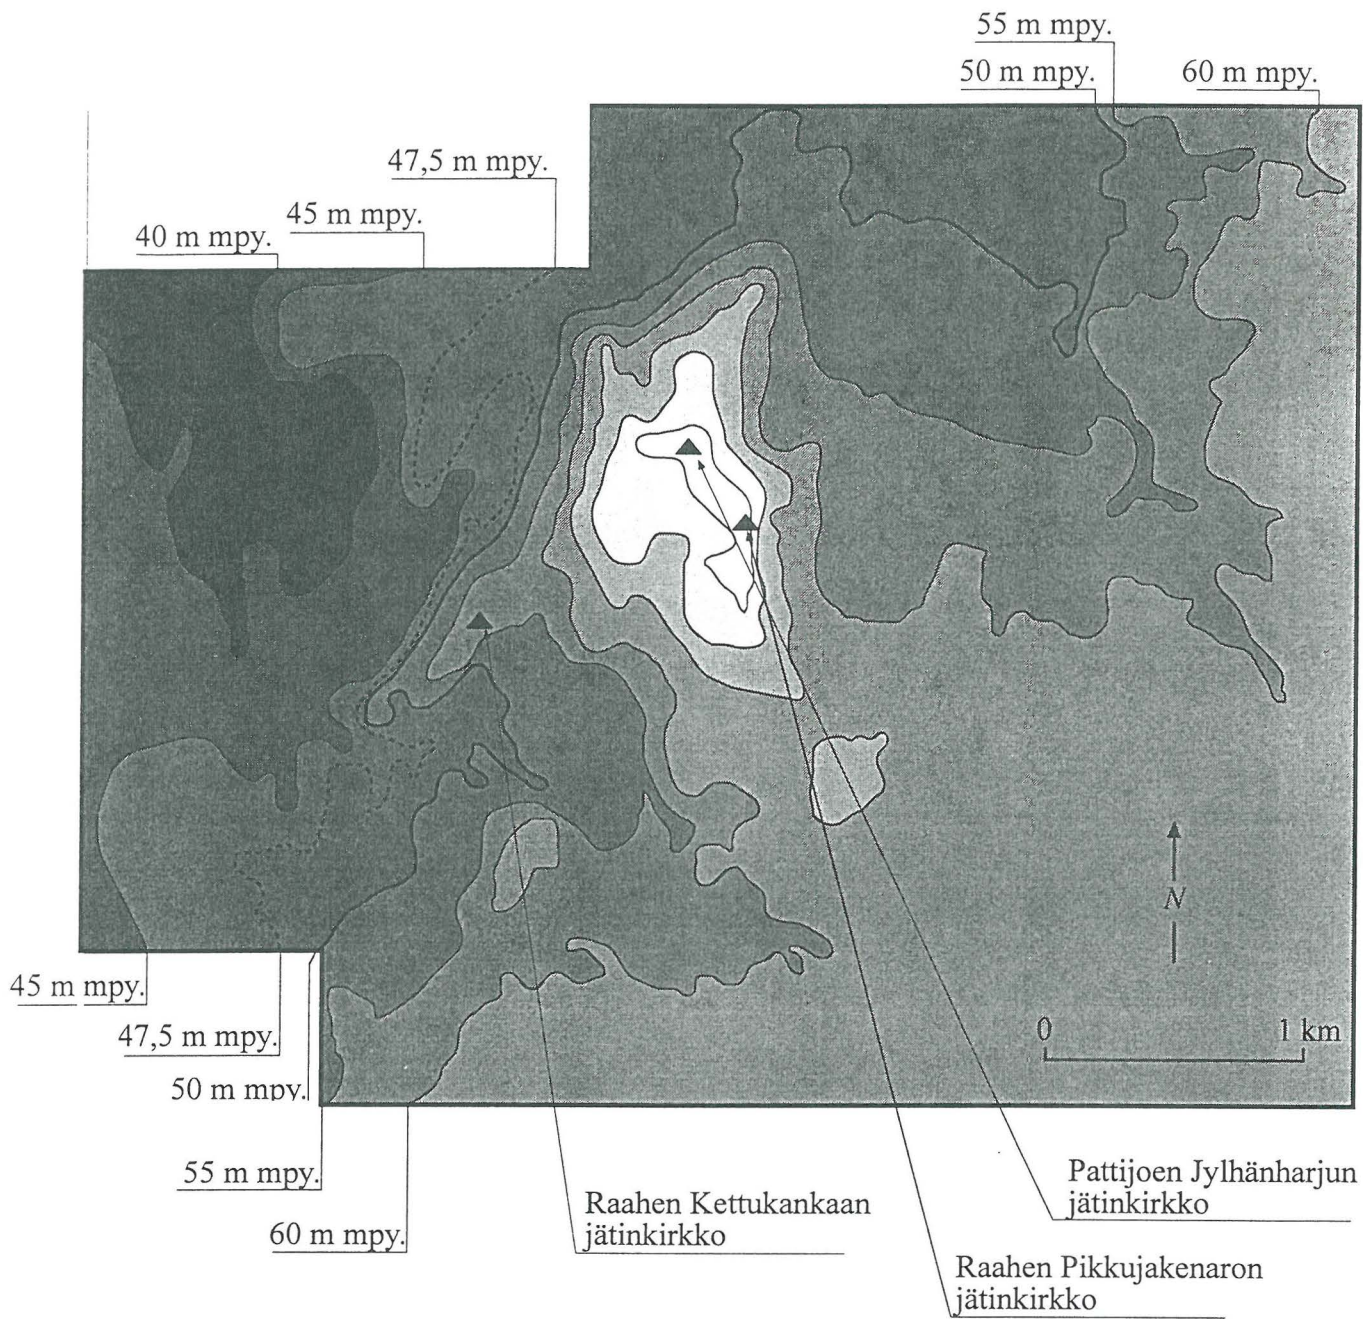 55 m mpy.
50 m mpy.
60 m mpy.
47,5 m mpy.
45 m mpy.
40 m mpy.
N
45 m mpy.
0 1 km
47,5 m mpy.
50 m mpy.
55 m mpy.
60 m mpy.
Raahen Kettukankaan
jätinkirkko
Pattijoen Jylhänharjun
jätinkirkko
Raahen Pikkujakenaron
jätinkirkko